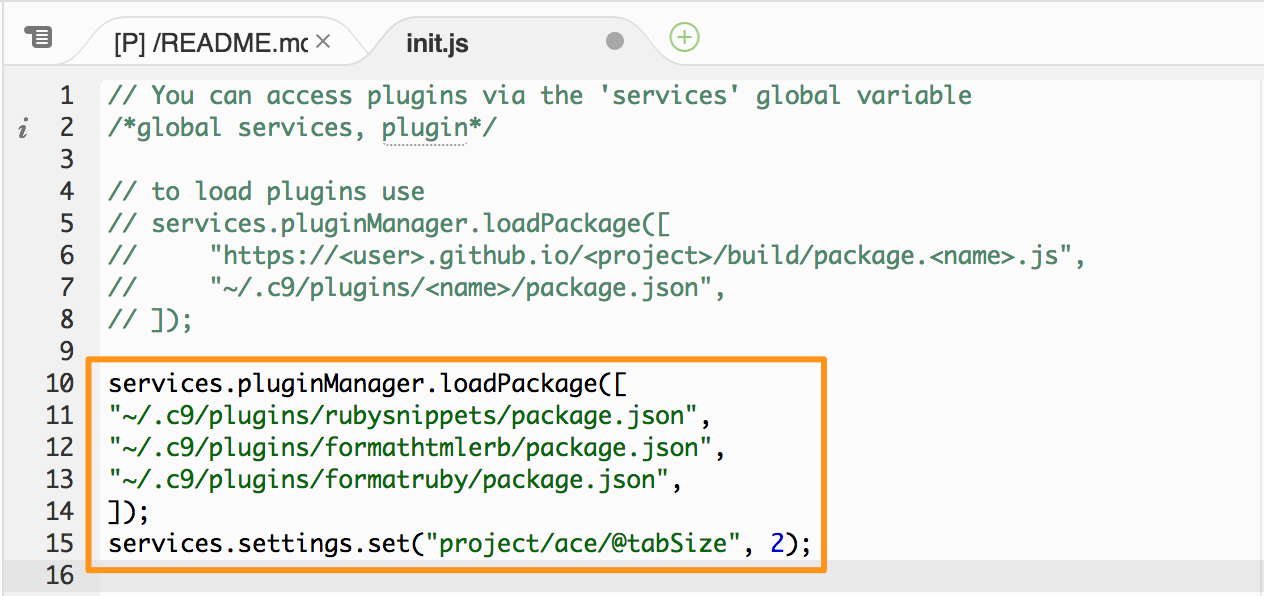 [P] /README.mc
init.js
1 // You can access plugins via the 'services' global variable
i 2 /*global services, plugin*/
3
4 // to load plugins use
5 // services.pluginManager.loadPackage([
6 //     "https://<user>.github.io/<project>/build/package.<name>.js",
7 //     "~/.c9/plugins/<name>/package.json",
8 // ]);
9
10 services.pluginManager.loadPackage([
11 "~/.c9/plugins/rubysnippets/package.json",
12 "~/.c9/plugins/formathtmlerb/package.json",
13 "~/.c9/plugins/formatruby/package.json",
14 ]);
15 services.settings.set("project/ace/@tabSize", 2);
16